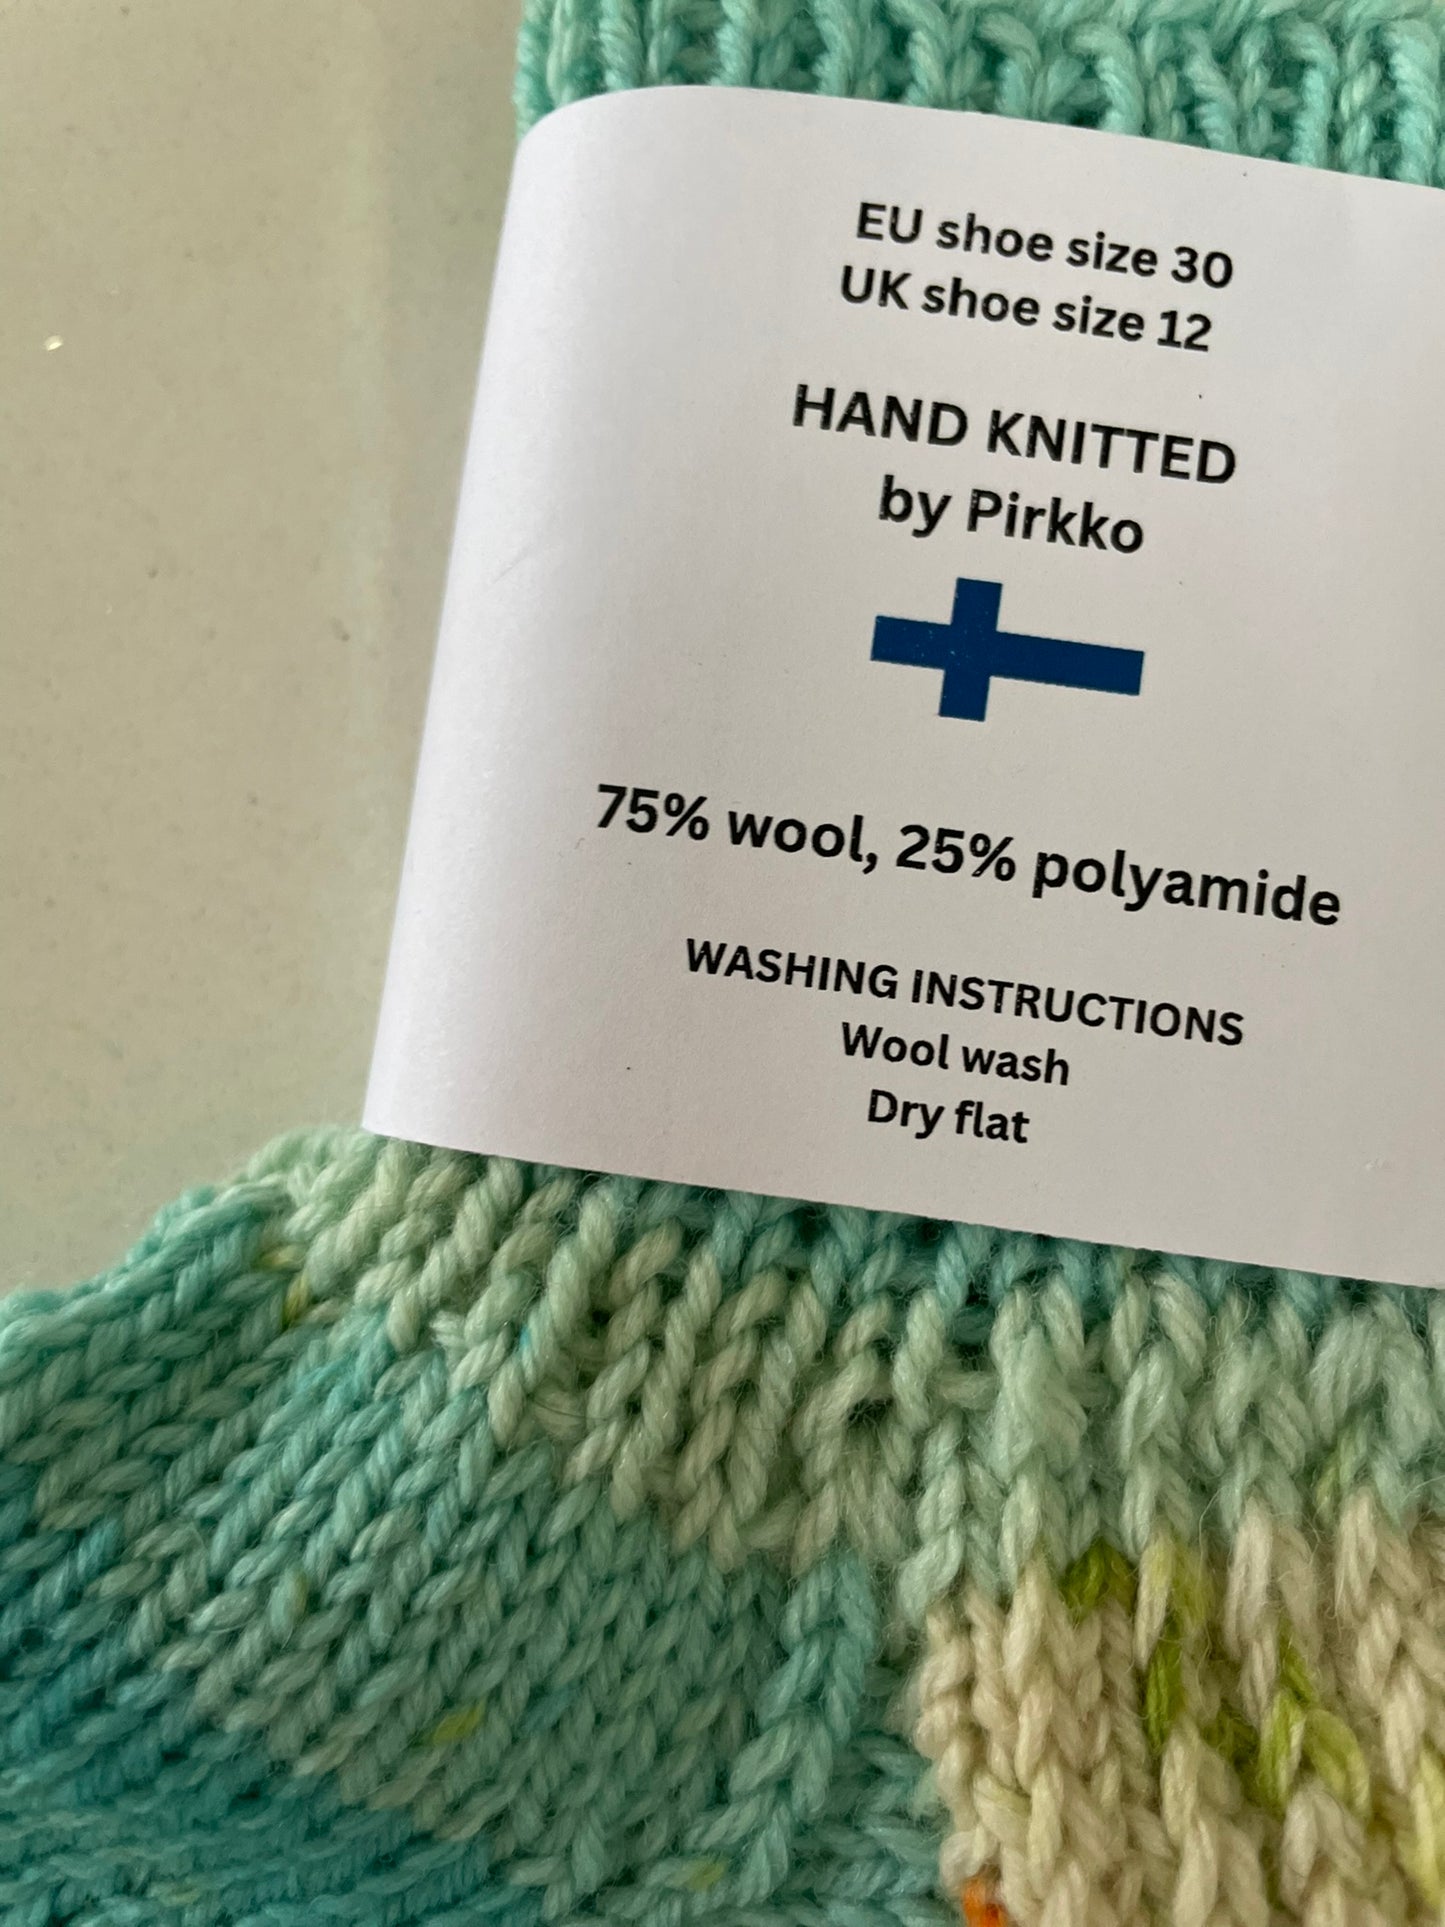 EU shoe size 30
UK shoe size 12
HAND KNITTED
by Pirkko
75% wool, 25% polyamide
WASHING INSTRUCTIONS
Wool wash
Dry flat